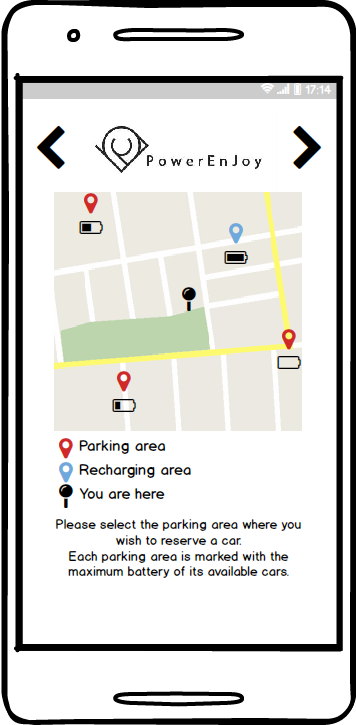 17:14
PowerEnJoy
Parking area
Recharging area
You are here
Please select the parking area where you
wish to reserve a car.
Each parking area is marked with the
maximum battery of its available cars.